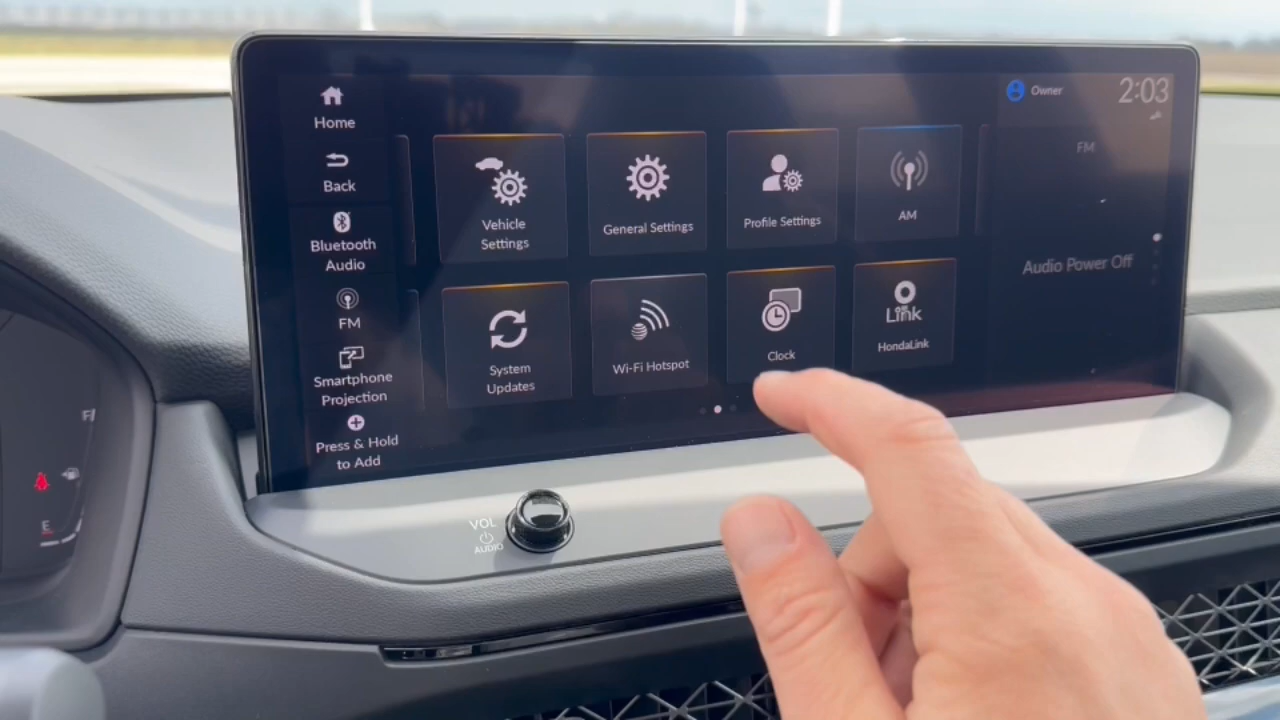 Home
Back
Bluetooth
Audio
FM
Smartphone
Projection
Press & Hold
to Add
Vehicle
Settings
General Settings
Profile Settings
AM
System
Updates
Wi-Fi Hotspot
Clock
Link
HondaLink
Owner
2:03
FM
Audio Power Off
VOL
AUDIO
F
E